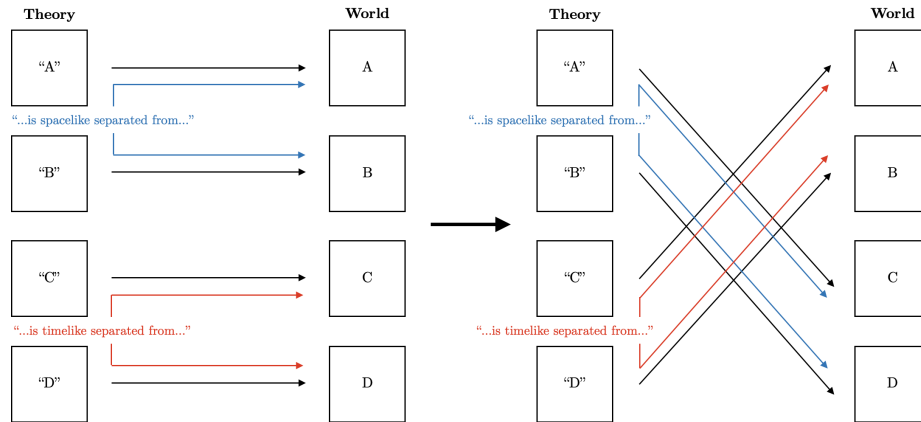 Theory World Theory World
“A” A “A” A
“...is spacelike separated from...” “...is spacelike separated from...”
“B” B “B” B
“C” C “C” C
“...is timelike separated from...” “...is timelike separated from...”
“D” D “D” D